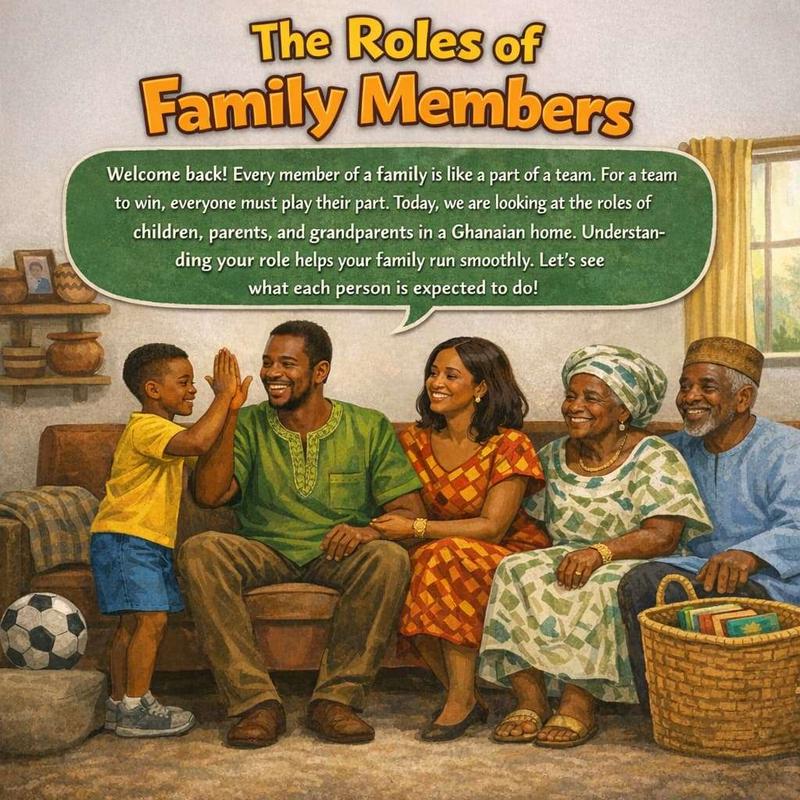 The Roles of
Family Members
Welcome back! Every member of a family is like a part of a team. For a team
to win, everyone must play their part. Today, we are looking at the roles of
children, parents, and grandparents in a Ghanaian home. Understan-
ding your role helps your family run smoothly. Let's see
what each person is expected to do!